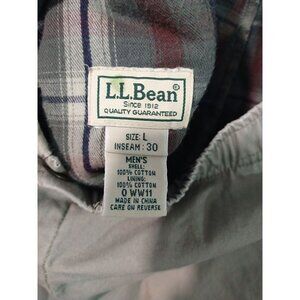 L.L.Bean®
Since 1912
QUALITY GUARANTEED
SIZE: L
INSEAM: 30
MEN'S
SHELL:
100% COTTON
LINING:
100% COTTON
0 WW11
MADE IN CHINA
CARE ON REVERSE